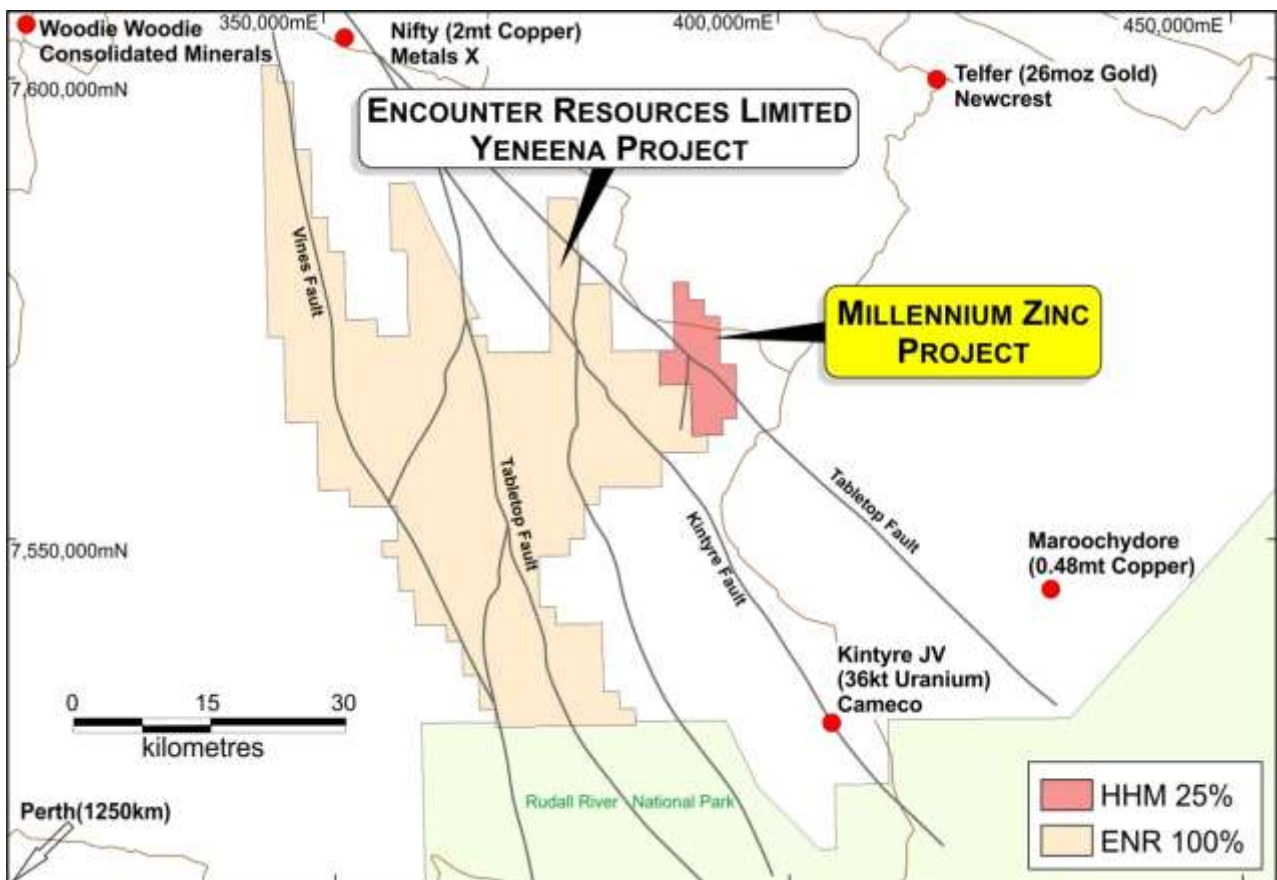 350,000mE
400,000mE
450,000mE
Woodie Woodie
Consolidated Minerals
Nifty (2mt Copper)
Metals X
Telfer (26moz Gold)
Newcrest
7,600,000mN
ENCOUNTER RESOURCES LIMITED
YENEENA PROJECT
Vines Fault
MILLENNIUM ZINC
PROJECT
Tabletop Fault
Kintyre Fault
Tabletop Fault
7,550,000mN
Maroochydore
(0.48mt Copper)
Kintyre JV
(36kt Uranium)
Cameco
0 15 30
kilometres
Rudall River National Park
Perth(1250km)
HHM 25%
ENR 100%